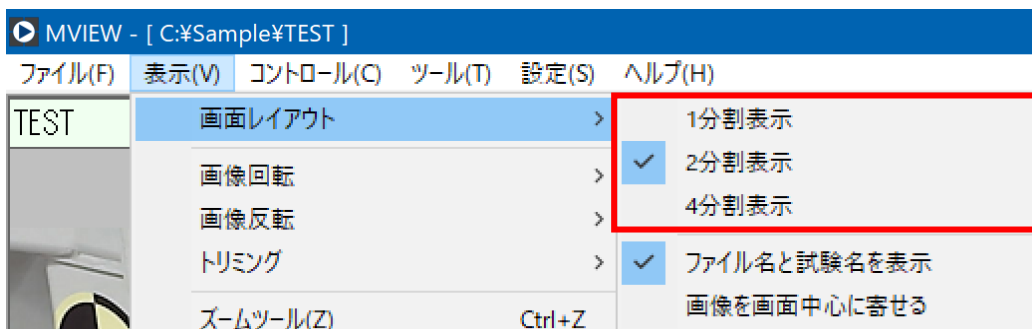 MVIEW - [ C:¥Sample¥TEST ]
ファイル(F) 表示(V) コントロール(C) ツール(T) 設定(S) ヘルプ(H)
TEST
画面レイアウト
1分割表示
2分割表示
4分割表示
ファイル名と試験名を表示
画像を画面中心に寄せる
画像回転
画像反転
トリミング
ズームツール(Z) Ctrl+Z